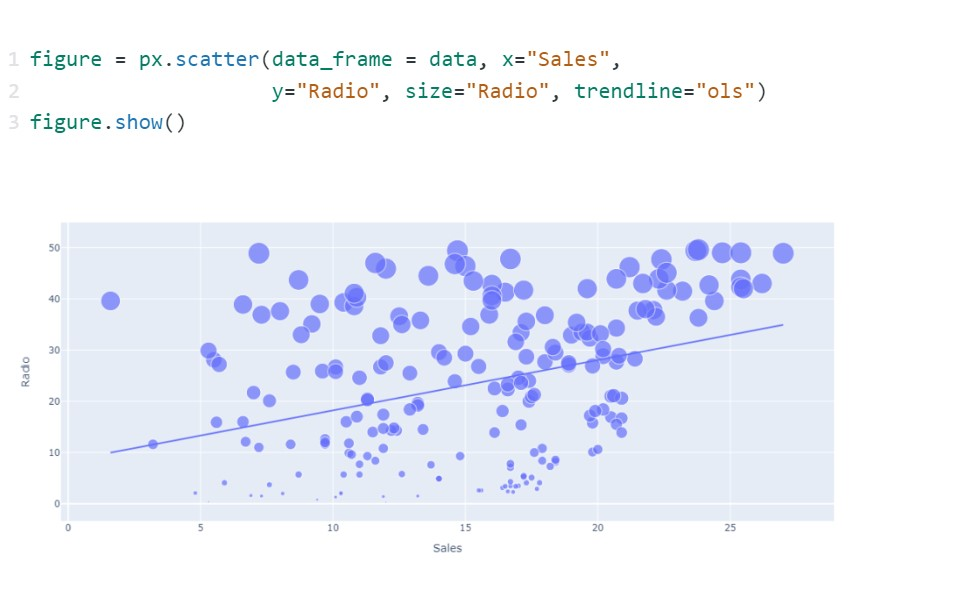 1 figure = px.scatter(data_frame = data, x="Sales",
2 y="Radio", size="Radio", trendline="ols")
3 figure.show()
50
40
30
20
10
0
Radio
0 5 10 15 20 25
Sales